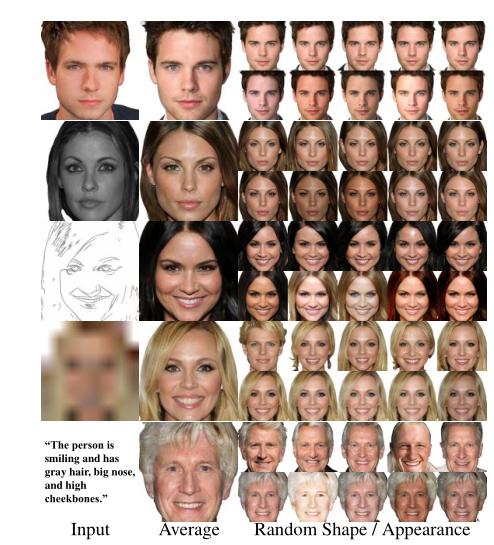 “The person is
smiling and has
gray hair, big nose,
and high
cheekbones.”
Input Average Random Shape / Appearance